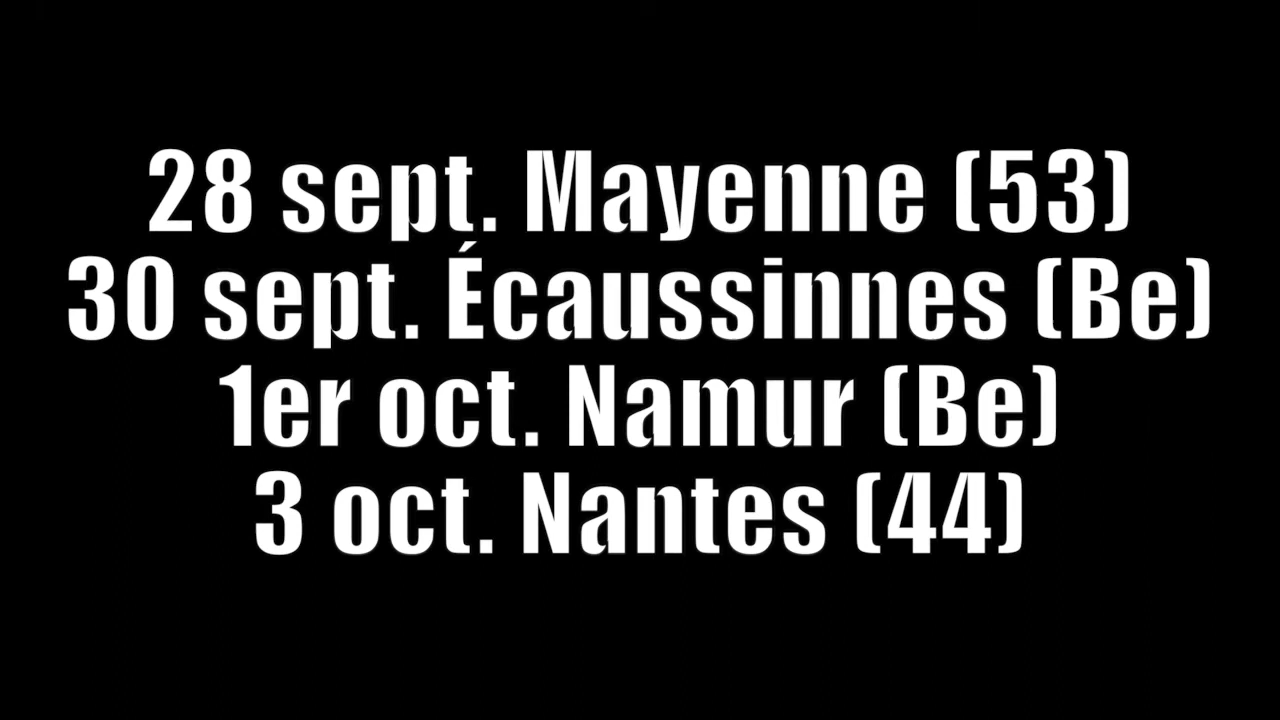 28 sept. Mayenne (53)
30 sept. Écaussinnes (Be)
1er oct. Namur (Be)
3 oct. Nantes (44)